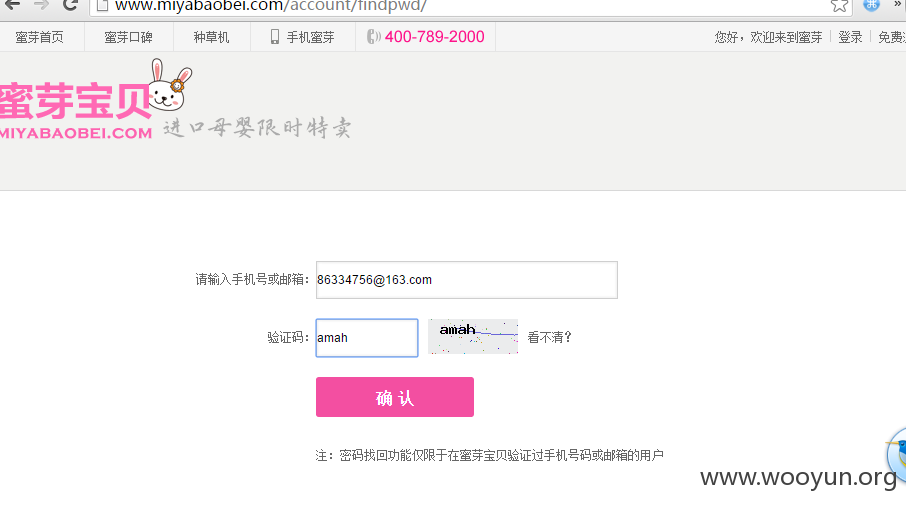 www.miyabaobei.com/account/findpwd/
蜜芽首页 蜜芽口碑 种草机 手机蜜芽 400-789-2000 您好，欢迎来到蜜芽 登录 免费
蜜芽宝贝
MIYABAOBEI.COM 进口母婴限时特卖
请输入手机号或邮箱： 86334756@163.com
验证码： amah amah 看不清？
确 认
注：密码找回功能仅限于在蜜芽宝贝验证过手机号码或邮箱的用户
www.wooyun.org